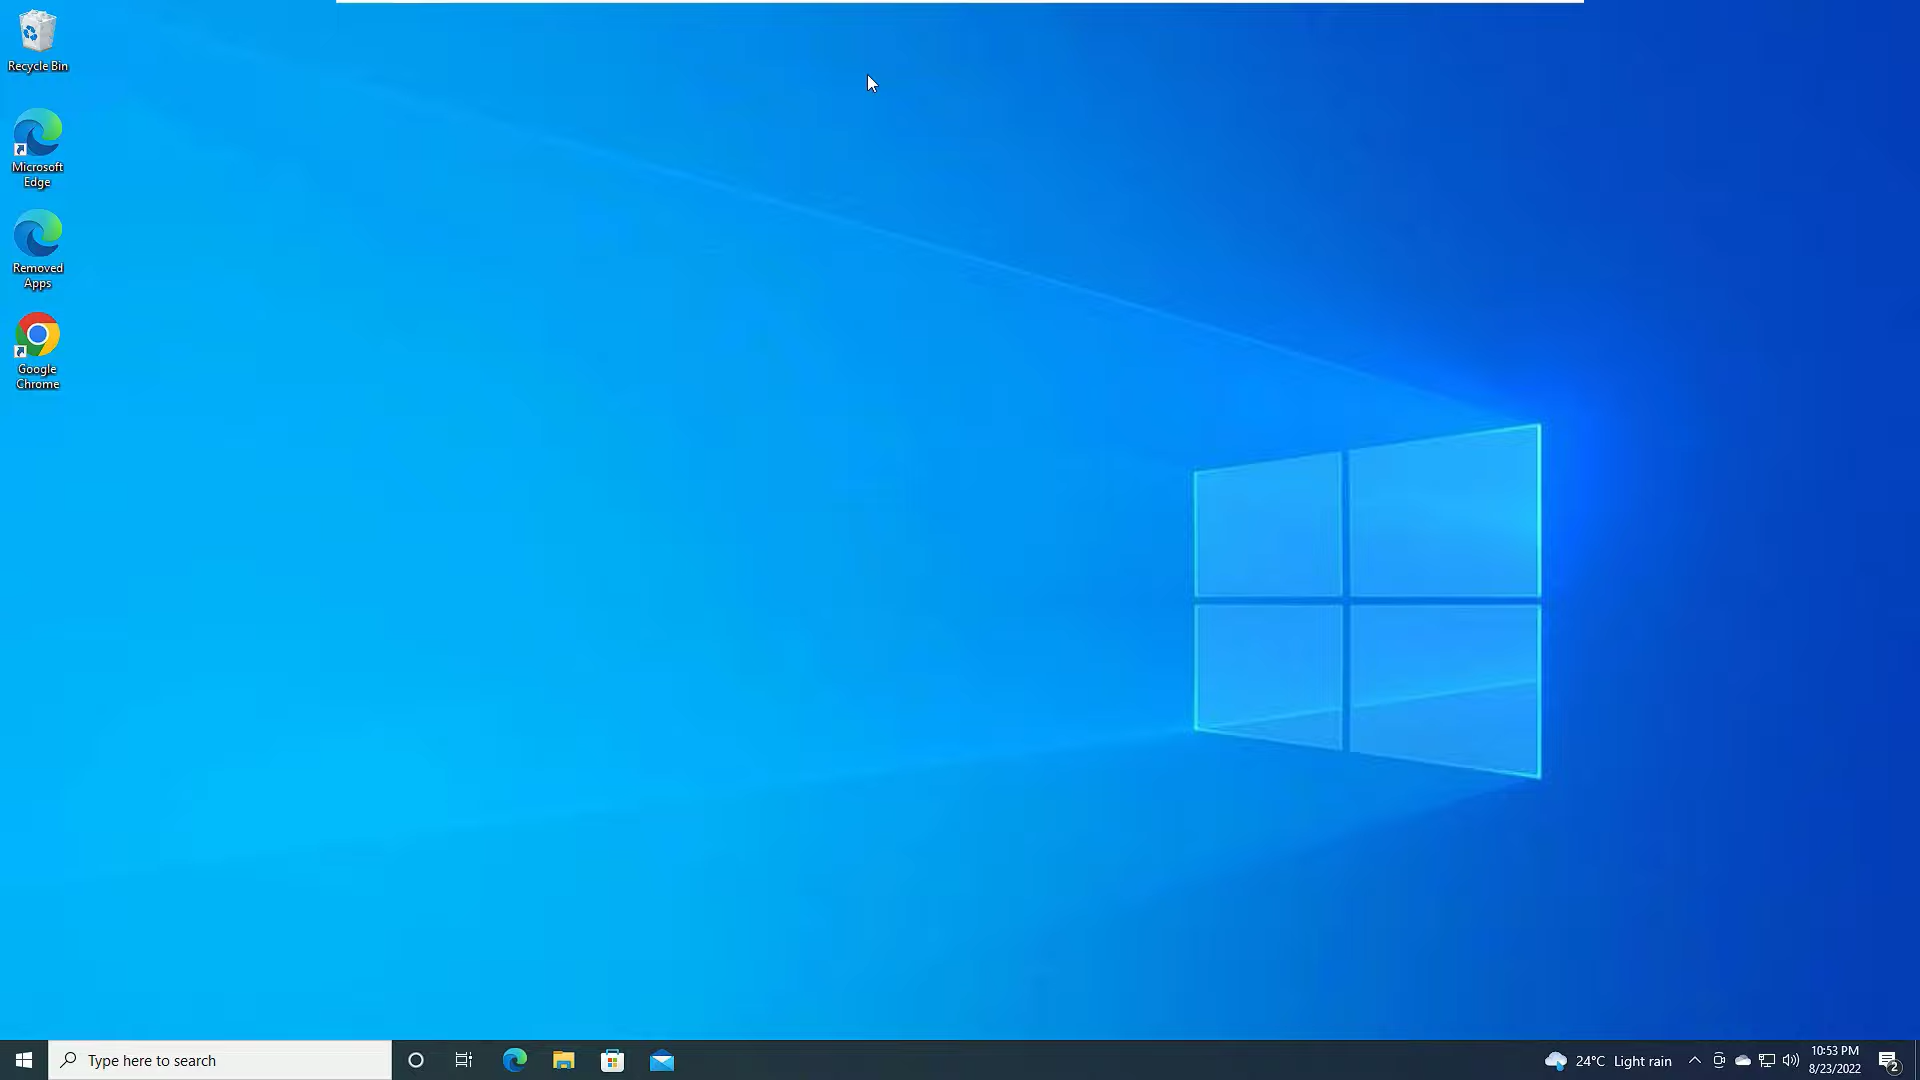 Recycle Bin
Microsoft
Edge
Removed
Apps
Google
Chrome
Type here to search
24°C Light rain
10:53 PM
8/23/2022
2